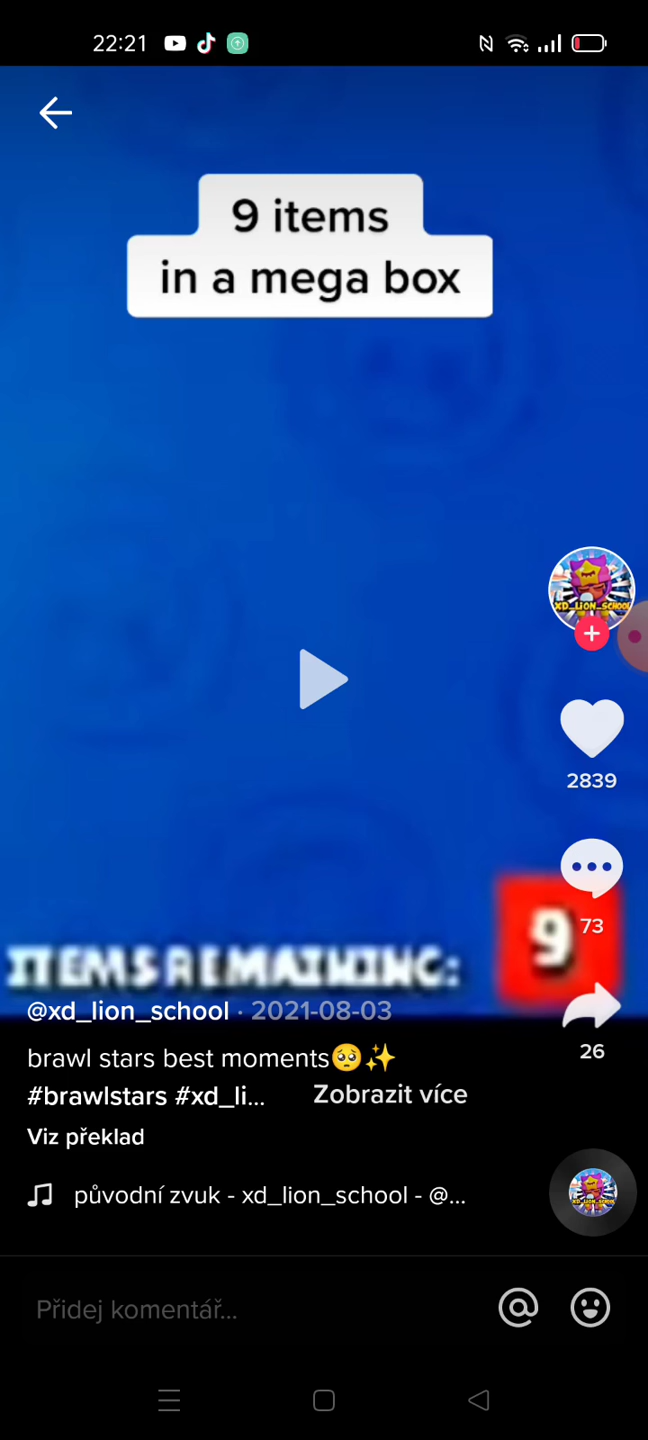 22:21
9 items
in a mega box
XD_LION_SCHOOL
2839
73
ITEMS REMAINING:
9
@xd_lion_school · 2021-08-03
26
brawl stars best moments🥺✨
#brawlstars #xd_li... Zobrazit více
Viz překlad
původní zvuk - xd_lion_school - @...
Přidej komentář...